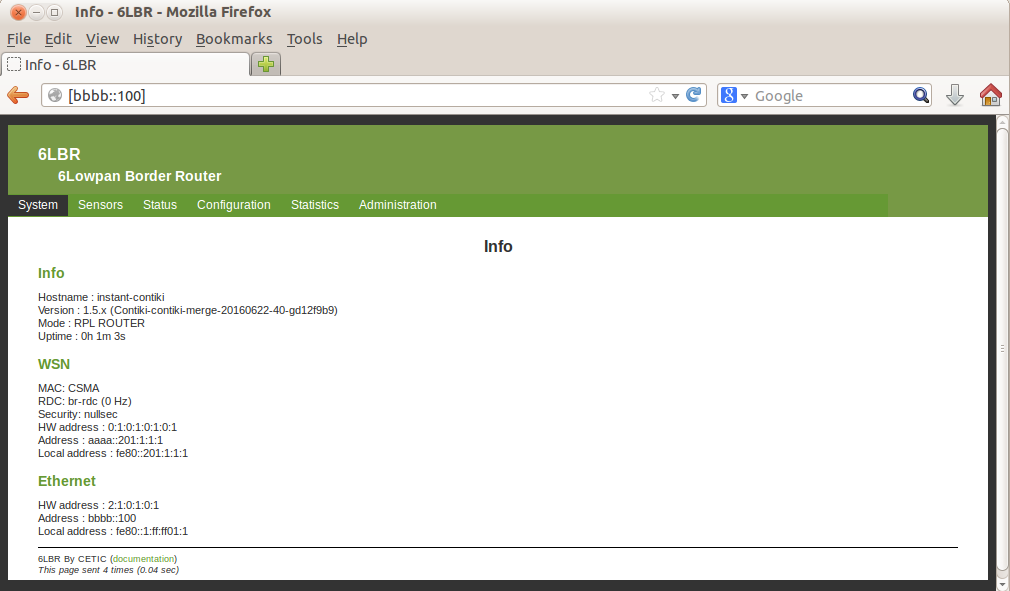 Info - 6LBR - Mozilla Firefox
File Edit View History Bookmarks Tools Help
Info - 6LBR
[bbbb::100]
8 Google
6LBR
6Lowpan Border Router
System Sensors Status Configuration Statistics Administration
Info
Info
Hostname : instant-contiki
Version : 1.5.x (Contiki-contiki-merge-20160622-40-gd12f9b9)
Mode : RPL ROUTER
Uptime : 0h 1m 3s
WSN
MAC: CSMA
RDC: br-rdc (0 Hz)
Security: nullsec
HW address : 0:1:0:1:0:1:0:1
Address : aaaa::201:1:1:1
Local address : fe80::201:1:1:1
Ethernet
HW address : 2:1:0:1:0:1
Address : bbbb::100
Local address : fe80::1:ff:ff01:1
6LBR By CETIC (documentation)
This page sent 4 times (0.04 sec)